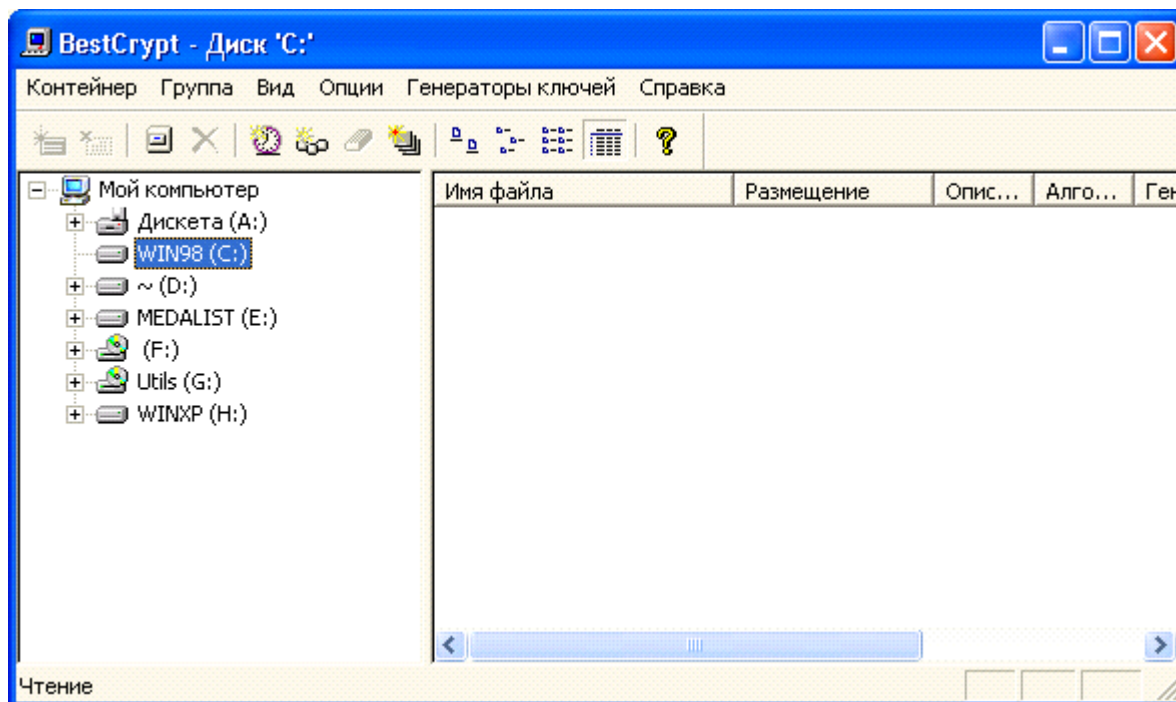 BestCrypt - Диск 'C:'
Контейнер Группа Вид Опции Генераторы ключей Справка
Мой компьютер
Дискета (A:)
WIN98 (C:)
~ (D:)
MEDALIST (E:)
(F:)
Utils (G:)
WINXP (H:)
Имя файла Размещение Опис... Алго... Ген
Чтение